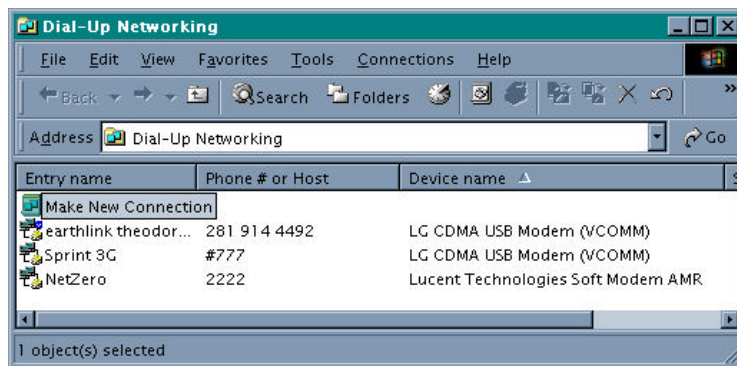 Dial-Up Networking
File Edit View Favorites Tools Connections Help
Back Search Folders »
Address Dial-Up Networking Go
Entry name Phone # or Host Device name S
Make New Connection
earthlink theodor... 281 914 4492 LG CDMA USB Modem (VCOMM)
Sprint 3G #777 LG CDMA USB Modem (VCOMM)
NetZero 2222 Lucent Technologies Soft Modem AMR
1 object(s) selected